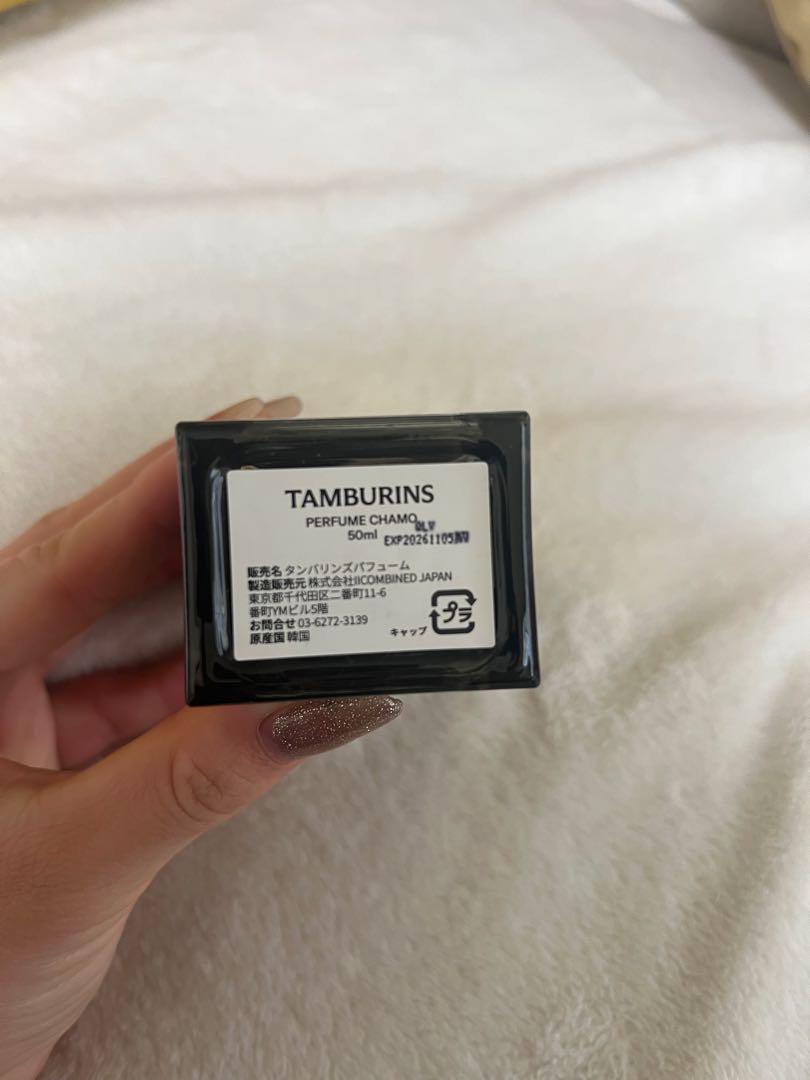 TAMBURINS
PERFUME CHAMO
QLV
50ml EXP20261105
販売名 タンバリンズパフューム
製造販売元 株式会社IICOMBINED JAPAN
東京都千代田区二番町11-6
番町YMビル5階
お問合せ 03-6272-3139
原産国 韓国
キャップ プラ